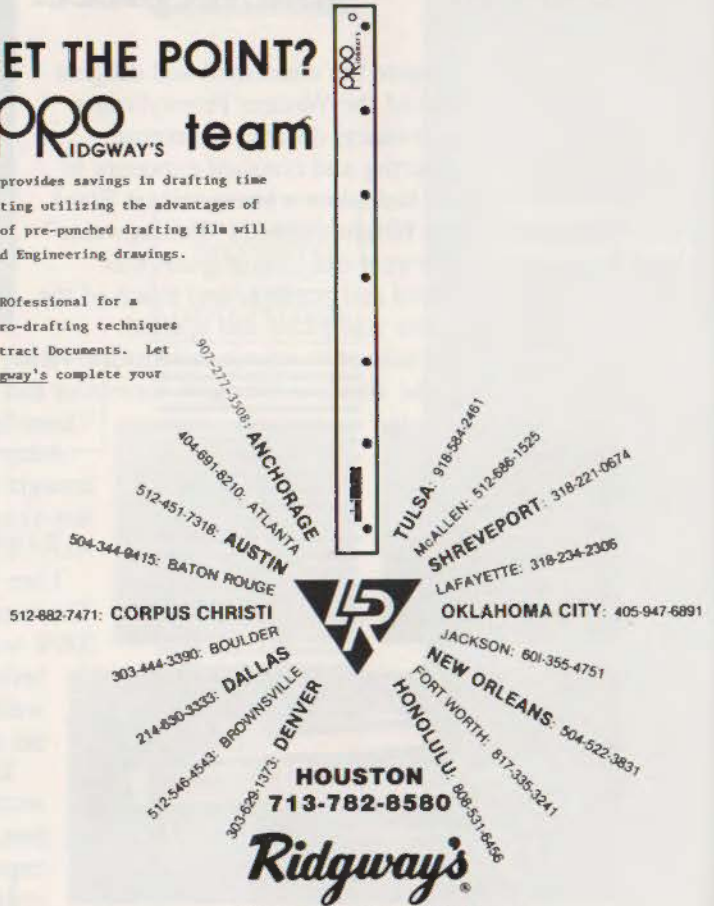 ET THE POINT?
PRO RIDGWAY'S team
provides savings in drafting time
ting utilizing the advantages of
of pre-punched drafting film will
d Engineering drawings.
ROfessional for a
ro-drafting techniques
tract Documents. Let
gway's complete your
PRO RIDGWAY'S
907-277-3508: ANCHORAGE
404-691-8210: ATLANTA
512-451-7318: AUSTIN
504-344-9415: BATON ROUGE
512-882-7471: CORPUS CHRISTI
303-444-3390: BOULDER
214-630-3333: DALLAS
512-546-4543: BROWNSVILLE
303-629-1373: DENVER
TULSA: 918-584-2461
McALLEN: 512-686-1525
SHREVEPORT: 318-221-0674
LAFAYETTE: 318-234-2306
OKLAHOMA CITY: 405-947-6891
JACKSON: 601-355-4751
NEW ORLEANS: 504-522-3831
FORT WORTH: 817-335-3241
HONOLULU: 808-531-6456
LR
HOUSTON
713-782-8580
Ridgway's®